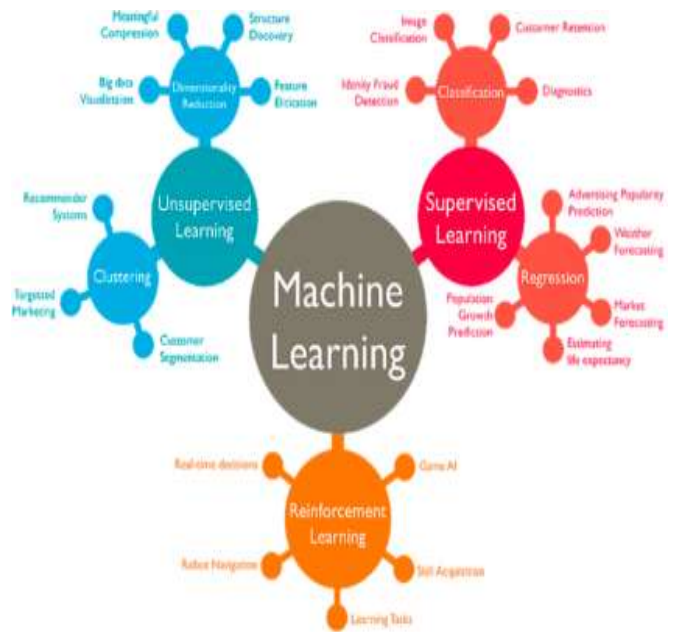 Meaningful
Compression
Structure
Discovery
Big data
Visualistation
Dimensionality
Reduction
Feature
Elicitation
Unsupervised
Learning
Recommender
Systems
Clustering
Targetted
Marketing
Customer
Segmentation
Image
Classification
Customer Retention
Idenity Fraud
Detection
Classification
Diagnostics
Supervised
Learning
Advertising Popularity
Prediction
Weather
Forecasting
Regression
Population
Growth
Prediction
Market
Forecasting
Estimating
life expectancy
Machine
Learning
Real-time decisions
Game AI
Reinforcement
Learning
Robot Navigation
Skill Acquisition
Learning Tasks